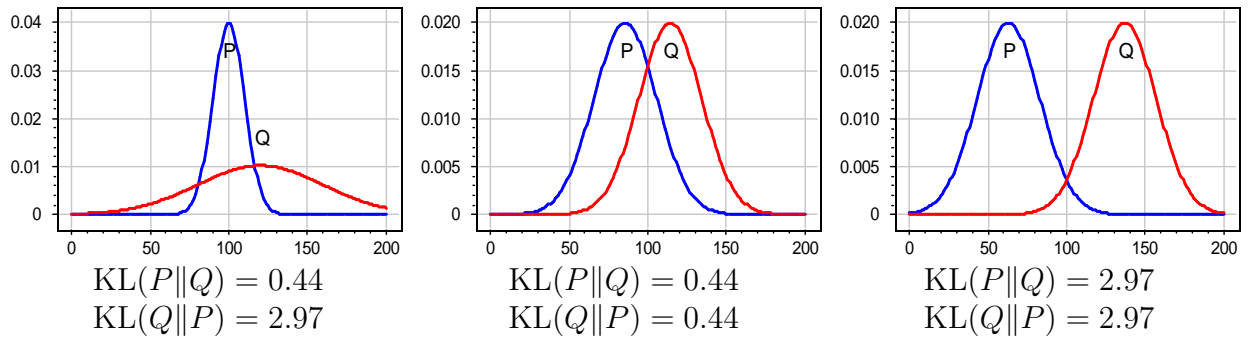 0.04
0.03
0.02
0.01
0
P
Q
0 50 100 150 200
KL(P∥Q) = 0.44
KL(Q∥P) = 2.97
0.020
0.015
0.010
0.005
0
P Q
0 50 100 150 200
KL(P∥Q) = 0.44
KL(Q∥P) = 0.44
0.020
0.015
0.010
0.005
0
P Q
0 50 100 150 200
KL(P∥Q) = 2.97
KL(Q∥P) = 2.97